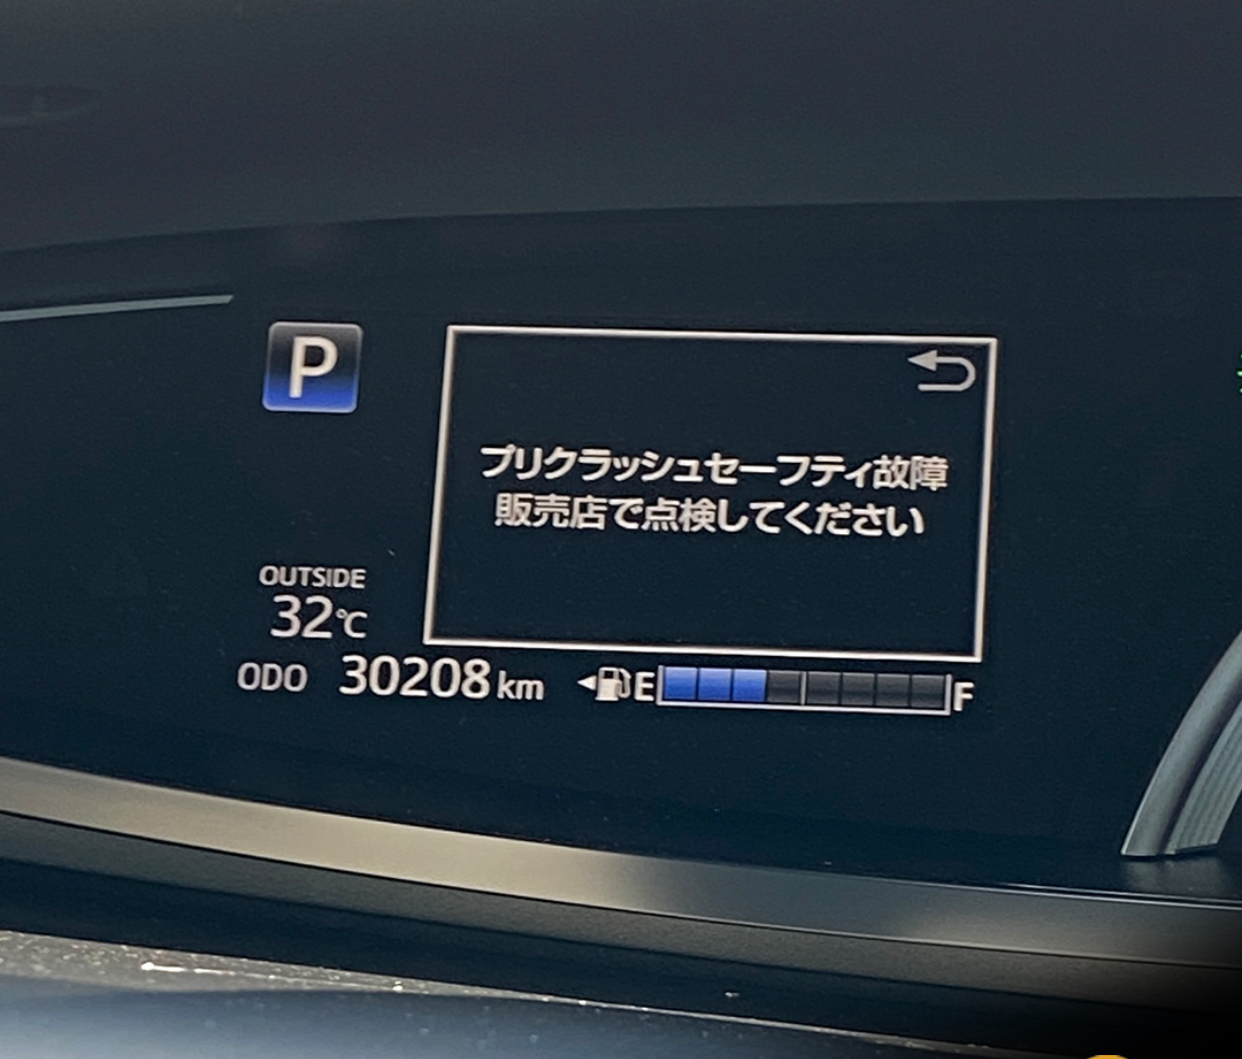 P
プリクラッシュセーフティ故障
販売店で点検してください
OUTSIDE
32℃
ODO 30208 km E F